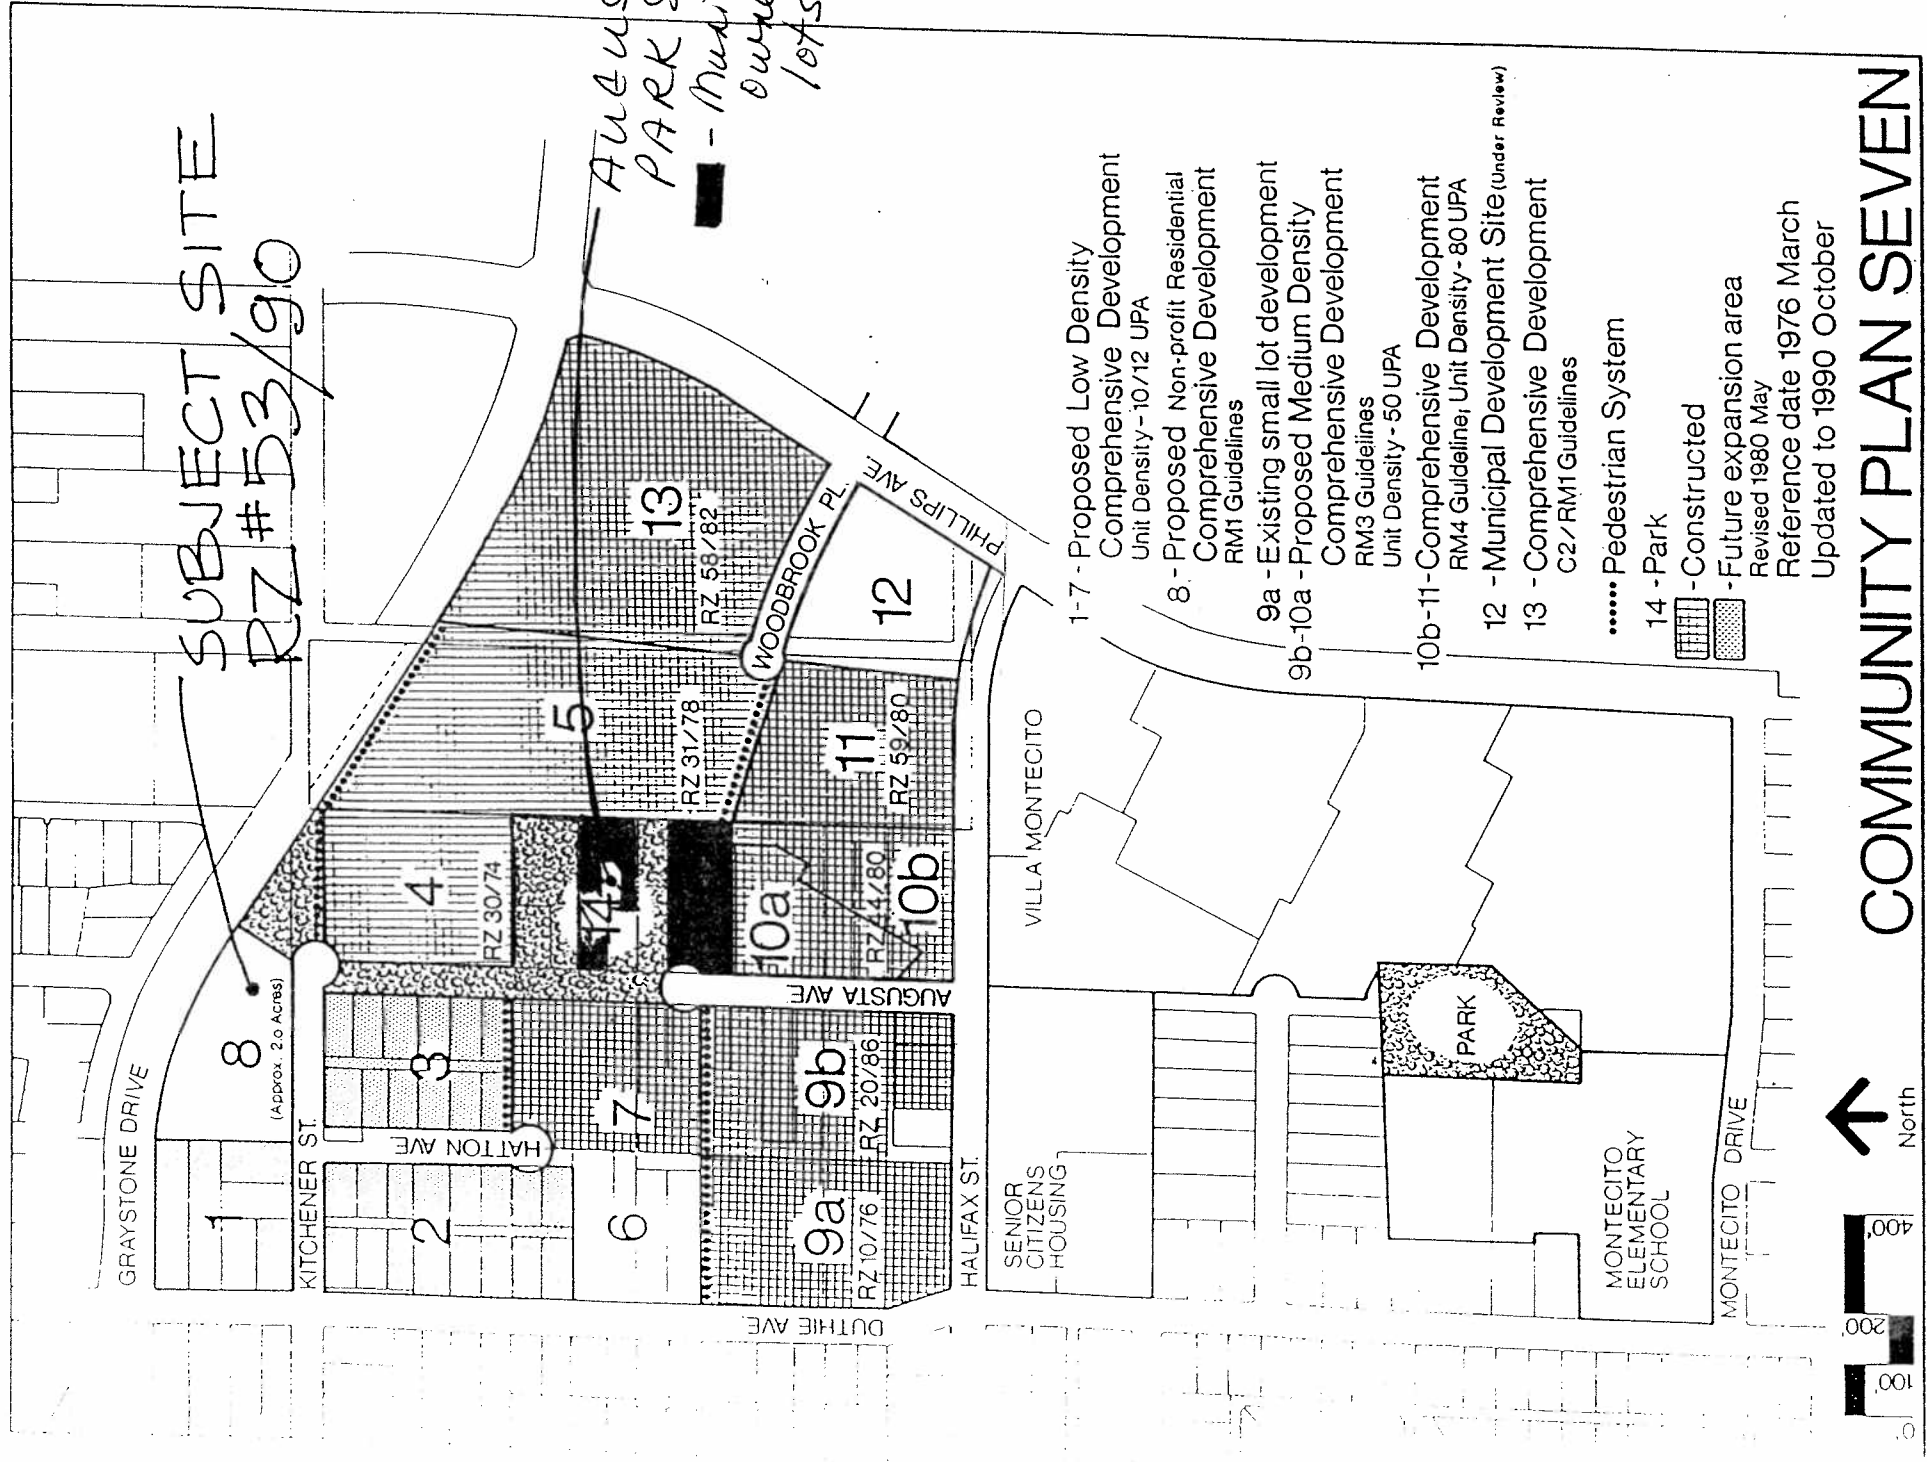 SUBJECT SITE
RZ #53/90
PARK
lots
GRAYSTONE DRIVE
KITCHENER ST.
HATTON AVE
DUTHIE AVE
AUGUSTA AVE
HALIFAX ST.
WOODBROOK PL.
PHILLIPS AVE.
1
8
(Approx. 2.0 Acres)
2
3
4
RZ 30/74
5
RZ 31/78
13
RZ 58/82
6
7
14
9a
RZ 10/76
9b
RZ 20/86
10a
RZ 44/80
10b
11
RZ 59/80
12
SENIOR
CITIZENS
HOUSING
VILLA MONTECITO
PARK
MONTECITO
ELEMENTARY
SCHOOL
MONTECITO DRIVE
1-7 - Proposed Low Density
Comprehensive Development
Unit Density-10/12 UPA
8 - Proposed Non-profit Residential
Comprehensive Development
RM1 Guidelines
9a - Existing small lot development
9b-10a - Proposed Medium Density
Comprehensive Development
RM3 Guidelines
Unit Density- 50 UPA
10b-11 - Comprehensive Development
RM4 Guideline; Unit Density- 80 UPA
12 - Municipal Development Site (Under Review)
13 - Comprehensive Development
C2/RM1 Guidelines
•••••• Pedestrian System
14 - Park
- Constructed
- Future expansion area
Revised 1980 May
Reference date 1976 March
Updated to 1990 October
COMMUNITY PLAN SEVEN
0' 100' 200' 400'
North